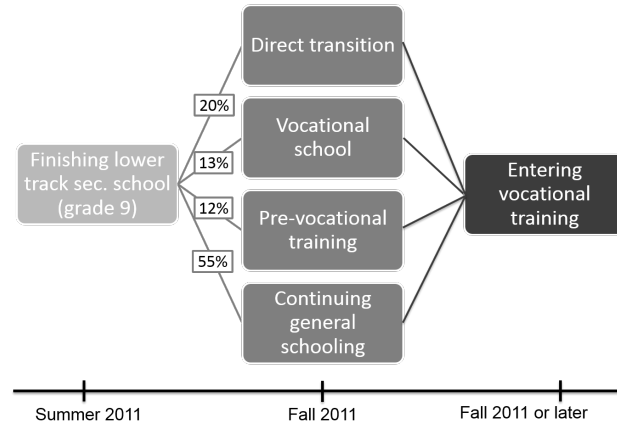 Direct transition
20%
Vocational
school
13%
Finishing lower
track sec. school
(grade 9)
Entering
vocational
training
12%
Pre-vocational
training
55%
Continuing
general
schooling
Summer 2011
Fall 2011
Fall 2011 or later